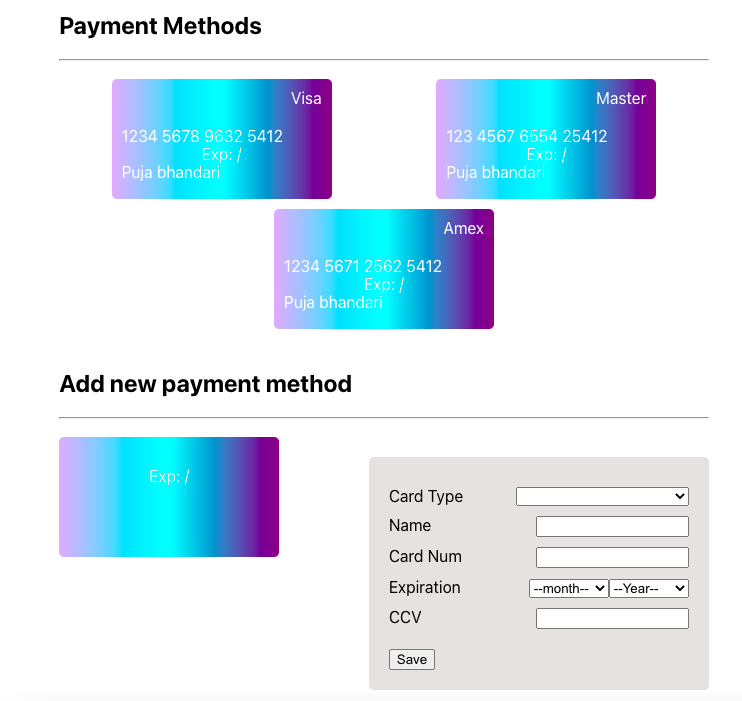 Payment Methods
Visa
1234 5678 9632 5412
Exp: /
Puja bhandari
Master
123 4567 6554 25412
Exp: /
Puja bhandari
Amex
1234 5671 2562 5412
Exp: /
Puja bhandari
Add new payment method
Exp: /
Card Type
Name
Card Num
Expiration --month-- --Year--
CCV
Save